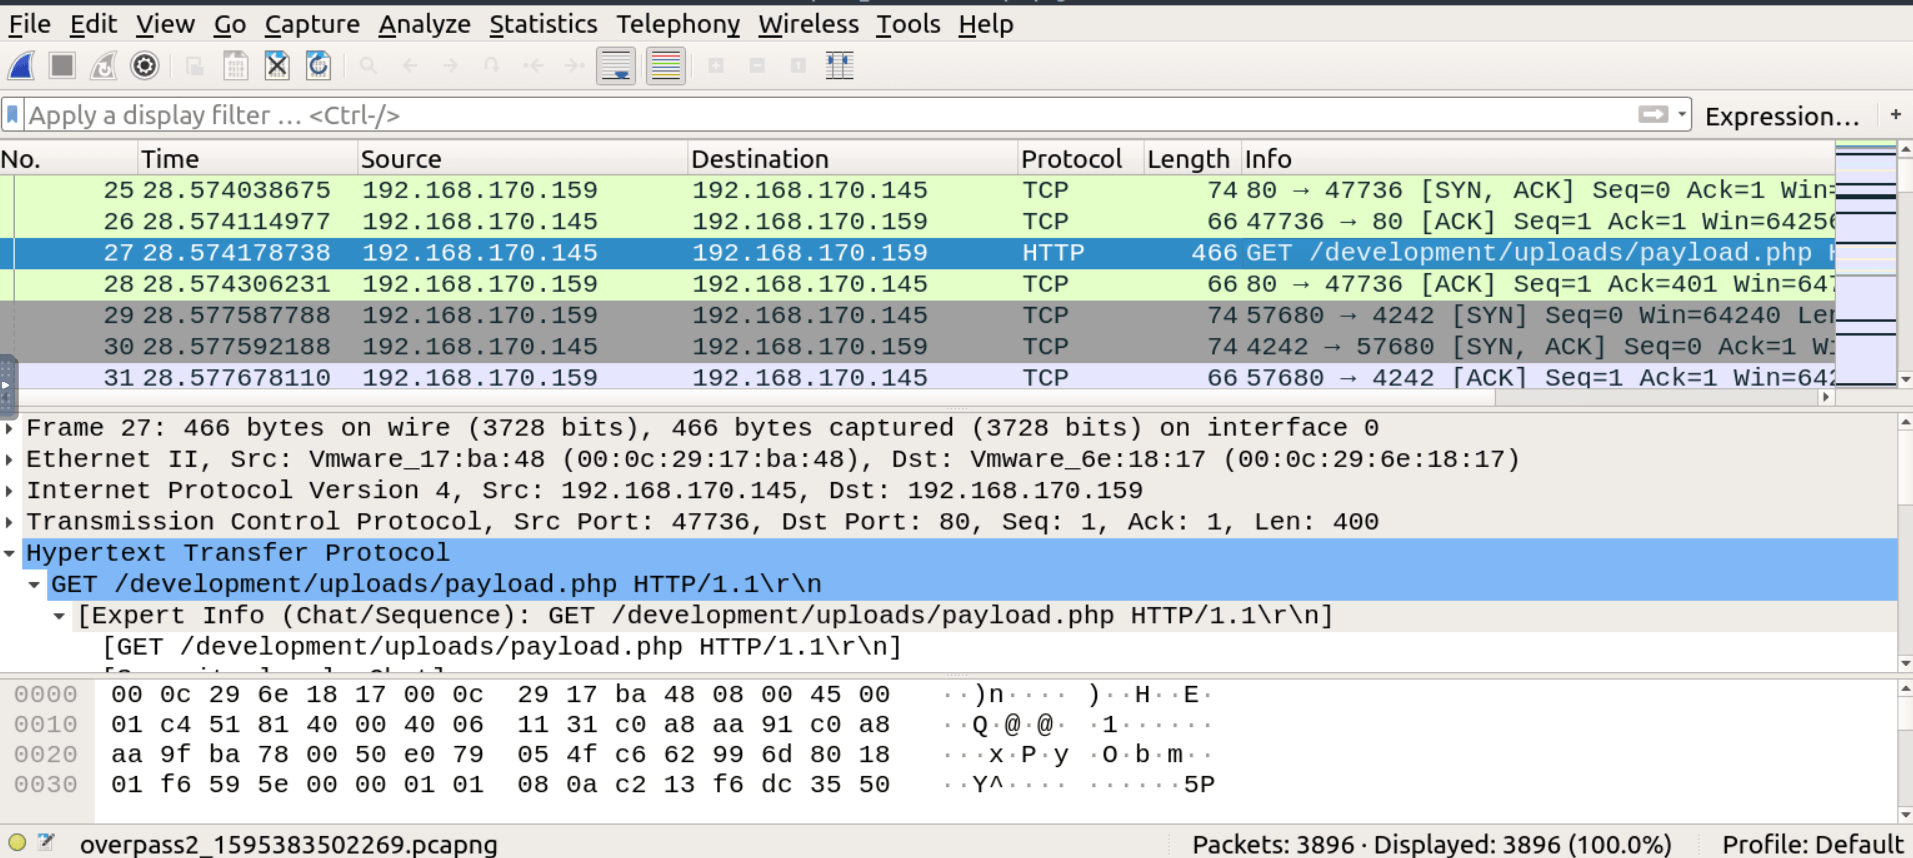 File Edit View Go Capture Analyze Statistics Telephony Wireless Tools Help
Apply a display filter … <Ctrl-/> Expression… +
No. Time Source Destination Protocol Length Info
25 28.574038675 192.168.170.159 192.168.170.145 TCP 74 80 → 47736 [SYN, ACK] Seq=0 Ack=1 Win=
26 28.574114977 192.168.170.145 192.168.170.159 TCP 66 47736 → 80 [ACK] Seq=1 Ack=1 Win=64256
27 28.574178738 192.168.170.145 192.168.170.159 HTTP 466 GET /development/uploads/payload.php
28 28.574306231 192.168.170.159 192.168.170.145 TCP 66 80 → 47736 [ACK] Seq=1 Ack=401 Win=647
29 28.577587788 192.168.170.159 192.168.170.145 TCP 74 57680 → 4242 [SYN] Seq=0 Win=64240 Len
30 28.577592188 192.168.170.145 192.168.170.159 TCP 74 4242 → 57680 [SYN, ACK] Seq=0 Ack=1 Wi
31 28.577678110 192.168.170.159 192.168.170.145 TCP 66 57680 → 4242 [ACK] Seq=1 Ack=1 Win=642
Frame 27: 466 bytes on wire (3728 bits), 466 bytes captured (3728 bits) on interface 0
Ethernet II, Src: Vmware_17:ba:48 (00:0c:29:17:ba:48), Dst: Vmware_6e:18:17 (00:0c:29:6e:18:17)
Internet Protocol Version 4, Src: 192.168.170.145, Dst: 192.168.170.159
Transmission Control Protocol, Src Port: 47736, Dst Port: 80, Seq: 1, Ack: 1, Len: 400
Hypertext Transfer Protocol
GET /development/uploads/payload.php HTTP/1.1\r\n
[Expert Info (Chat/Sequence): GET /development/uploads/payload.php HTTP/1.1\r\n]
[GET /development/uploads/payload.php HTTP/1.1\r\n]
0000 00 0c 29 6e 18 17 00 0c 29 17 ba 48 08 00 45 00 ··)n···· )··H··E·
0010 01 c4 51 81 40 00 40 06 11 31 c0 a8 aa 91 c0 a8 ··Q·@·@· ·1······
0020 aa 9f ba 78 00 50 e0 79 05 4f c6 62 99 6d 80 18 ···x·P·y ·O·b·m··
0030 01 f6 59 5e 00 00 01 01 08 0a c2 13 f6 dc 35 50 ··Y^···· ······5P
overpass2_1595383502269.pcapng Packets: 3896 · Displayed: 3896 (100.0%) Profile: Default